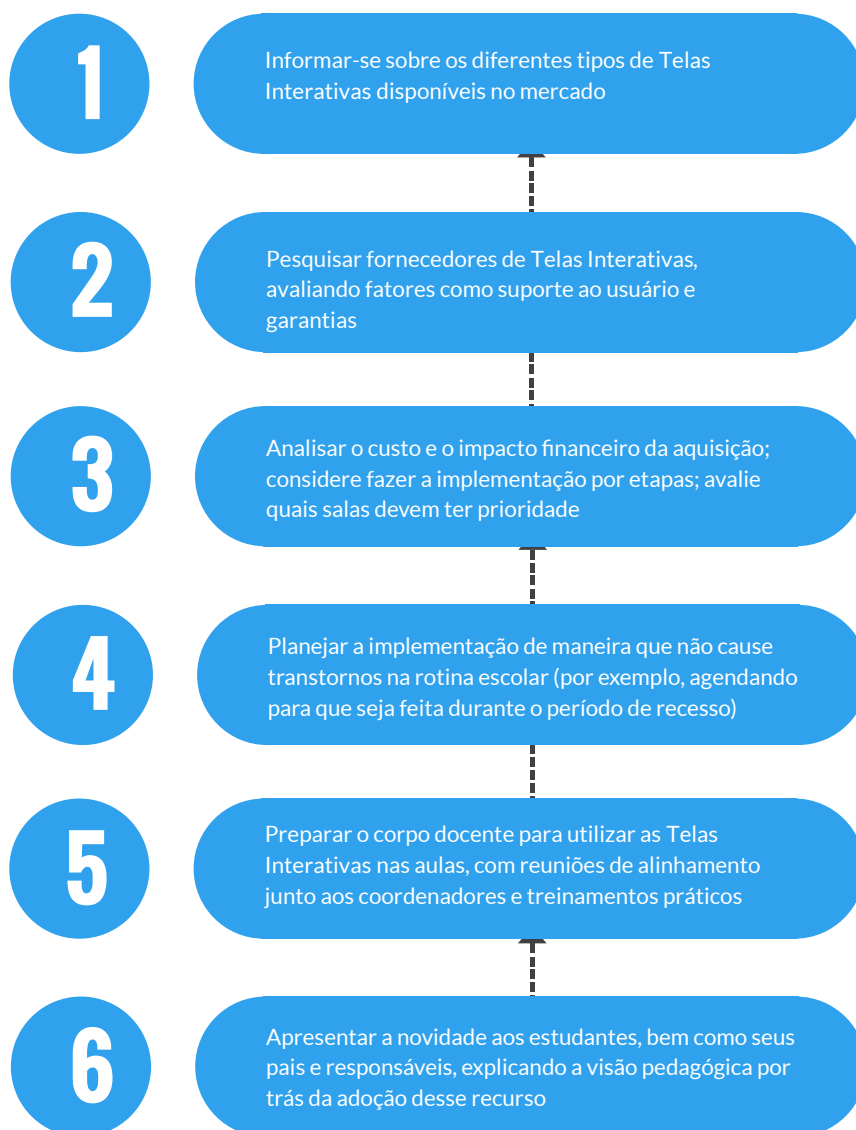 1
Informar-se sobre os diferentes tipos de Telas
Interativas disponíveis no mercado
2
Pesquisar fornecedores de Telas Interativas,
avaliando fatores como suporte ao usuário e
garantias
3
Analisar o custo e o impacto financeiro da aquisição;
considere fazer a implementação por etapas; avalie
quais salas devem ter prioridade
4
Planejar a implementação de maneira que não cause
transtornos na rotina escolar (por exemplo, agendando
para que seja feita durante o período de recesso)
5
Preparar o corpo docente para utilizar as Telas
Interativas nas aulas, com reuniões de alinhamento
junto aos coordenadores e treinamentos práticos
6
Apresentar a novidade aos estudantes, bem como seus
pais e responsáveis, explicando a visão pedagógica por
trás da adoção desse recurso